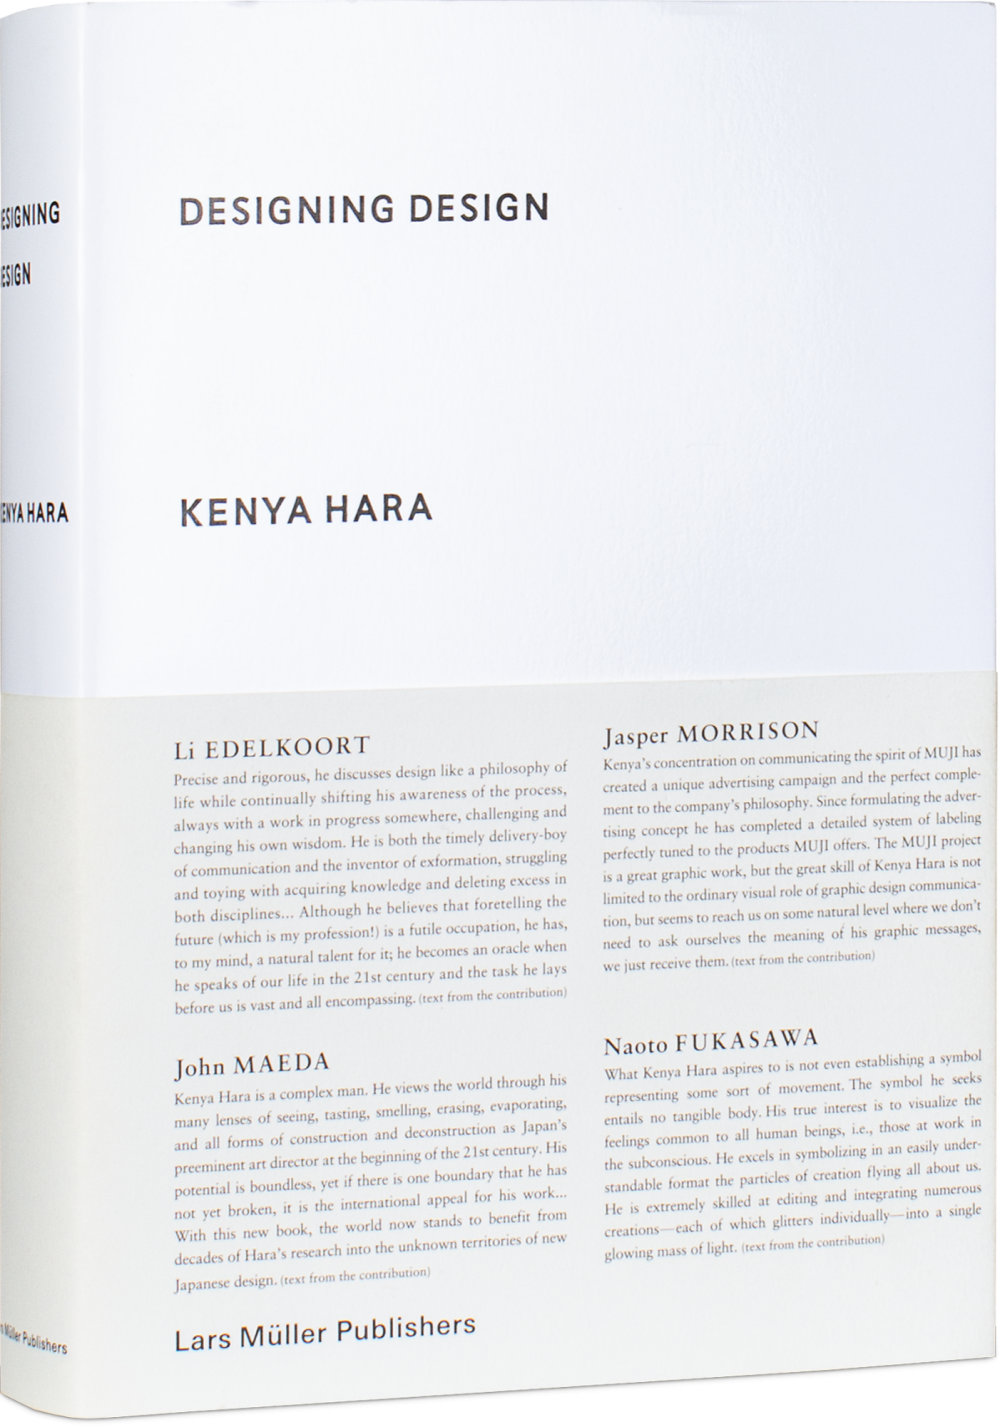 ESIGNING
ESIGN
ENYA HARA
Müller Publishers
DESIGNING DESIGN
KENYA HARA
Li EDELKOORT
Precise and rigorous, he discusses design like a philosophy of
life while continually shifting his awareness of the process,
always with a work in progress somewhere, challenging and
changing his own wisdom. He is both the timely delivery-boy
of communication and the inventor of exformation, struggling
and toying with acquiring knowledge and deleting excess in
both disciplines... Although he believes that foretelling the
future (which is my profession!) is a futile occupation, he has,
to my mind, a natural talent for it; he becomes an oracle when
he speaks of our life in the 21st century and the task he lays
before us is vast and all encompassing. (text from the contribution)
John MAEDA
Kenya Hara is a complex man. He views the world through his
many lenses of seeing, tasting, smelling, erasing, evaporating,
and all forms of construction and deconstruction as Japan's
preeminent art director at the beginning of the 21st century. His
potential is boundless, yet if there is one boundary that he has
not yet broken, it is the international appeal for his work...
With this new book, the world now stands to benefit from
decades of Hara's research into the unknown territories of new
Japanese design. (text from the contribution)
Jasper MORRISON
Kenya's concentration on communicating the spirit of MUJI has
created a unique advertising campaign and the perfect comple-
ment to the company's philosophy. Since formulating the adver-
tising concept he has completed a detailed system of labeling
perfectly tuned to the products MUJI offers. The MUJI project
is a great graphic work, but the great skill of Kenya Hara is not
limited to the ordinary visual role of graphic design communica-
tion, but seems to reach us on some natural level where we don't
need to ask ourselves the meaning of his graphic messages,
we just receive them. (text from the contribution)
Naoto FUKASAWA
What Kenya Hara aspires to is not even establishing a symbol
representing some sort of movement. The symbol he seeks
entails no tangible body. His true interest is to visualize the
feelings common to all human beings, i.e., those at work in
the subconscious. He excels in symbolizing in an easily under-
standable format the particles of creation flying all about us.
He is extremely skilled at editing and integrating numerous
creations—each of which glitters individually—into a single
glowing mass of light. (text from the contribution)
Lars Müller Publishers